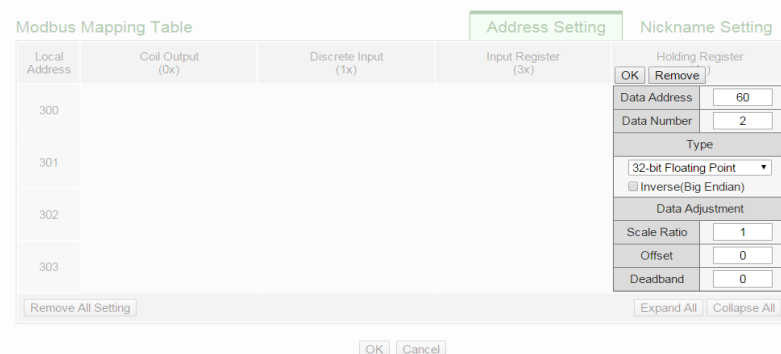 Modbus Mapping Table
Address Setting
Nickname Setting
Local Address
Coil Output (0x)
Discrete Input (1x)
Input Register (3x)
Holding Register
OK Remove )
300
301
302
303
Data Address 60
Data Number 2
Type
32-bit Floating Point
Inverse(Big Endian)
Data Adjustment
Scale Ratio 1
Offset 0
Deadband 0
Remove All Setting
Expand All Collapse All
OK Cancel